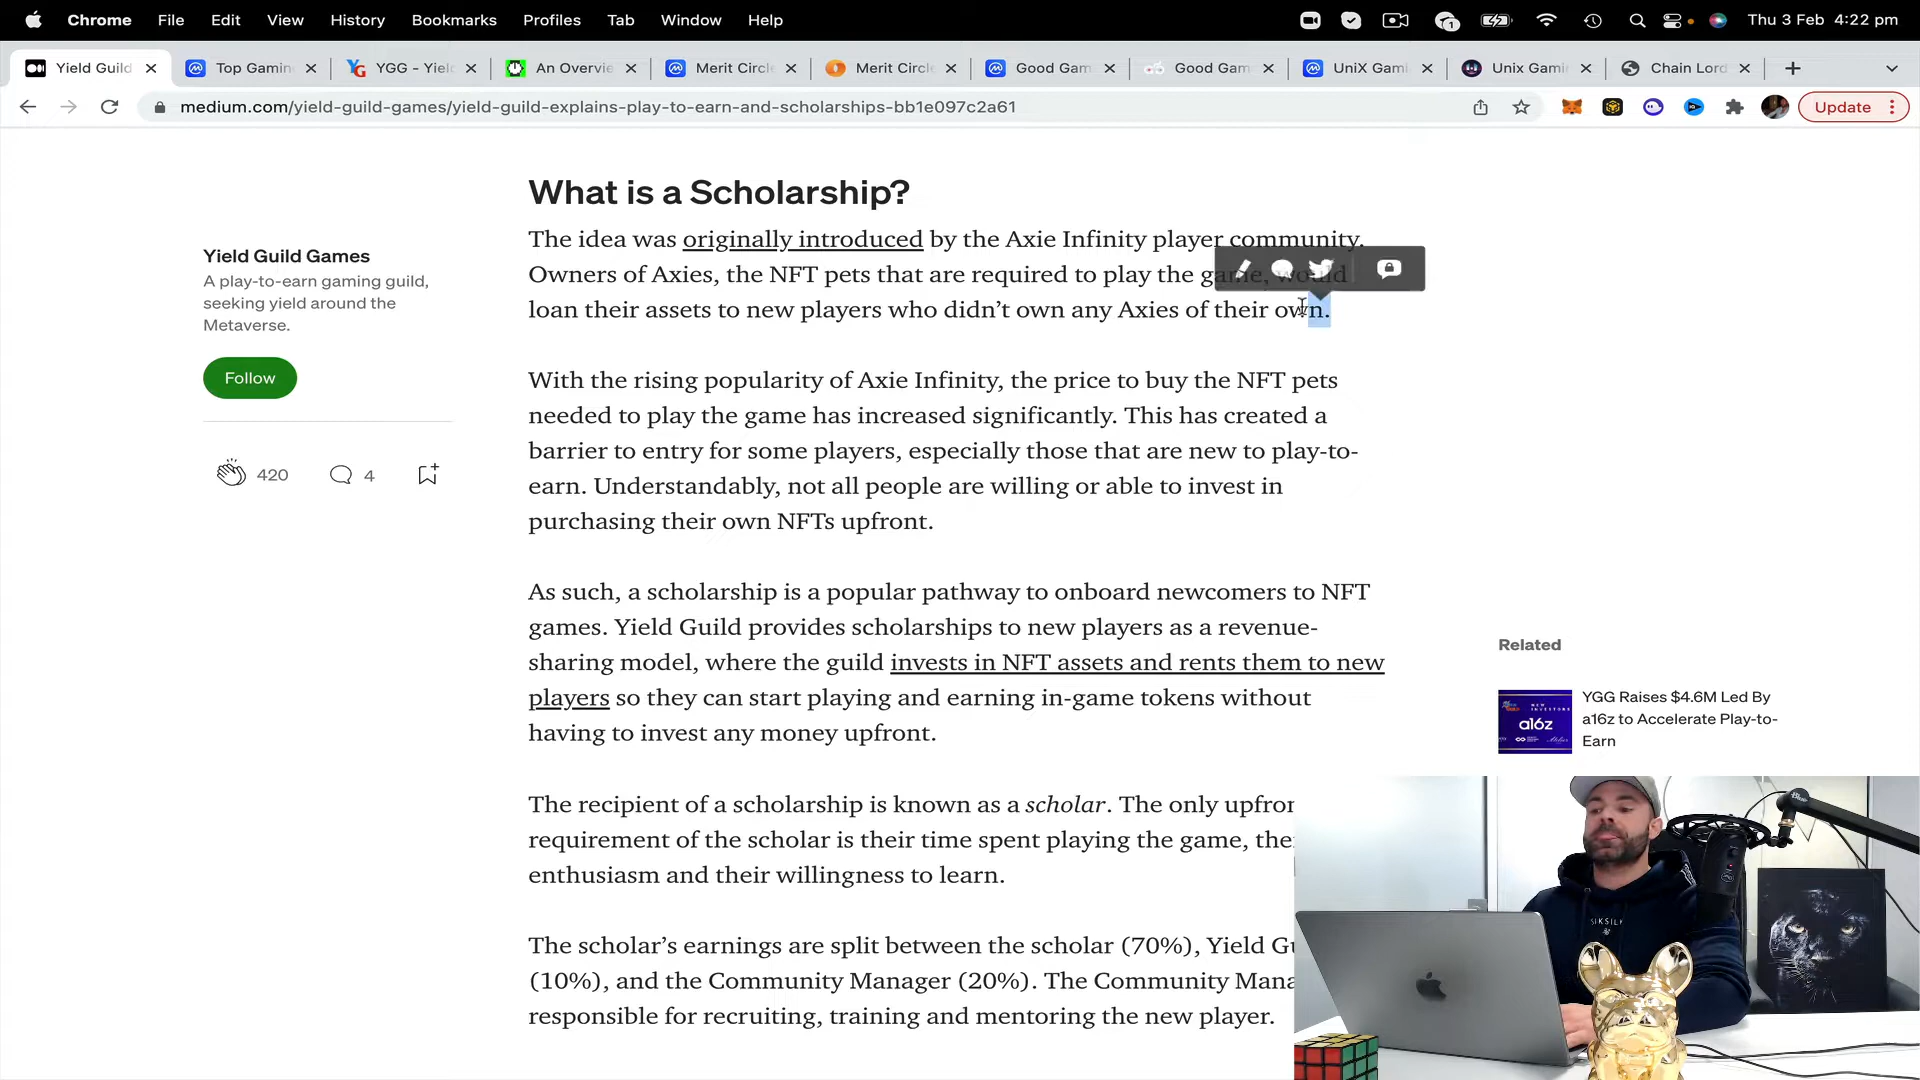 Chrome File Edit View History Bookmarks Profiles Tab Window Help
1
Thu 3 Feb 4:22 pm
Yield Guild
Top Gamin
YGG - Yiel
An Overvie
Merit Circl
Merit Circl
Good Gam
Good Gam
UniX Gami
Unix Gami
Chain Lord
medium.com/yield-guild-games/yield-guild-explains-play-to-earn-and-scholarships-bb1e097c2a61
Update
Yield Guild Games
A play-to-earn gaming guild,
seeking yield around the
Metaverse.
Follow
420
4
What is a Scholarship?
The idea was originally introduced by the Axie Infinity player community.
Owners of Axies, the NFT pets that are required to play the game, would
loan their assets to new players who didn’t own any Axies of their own.
With the rising popularity of Axie Infinity, the price to buy the NFT pets
needed to play the game has increased significantly. This has created a
barrier to entry for some players, especially those that are new to play-to-
earn. Understandably, not all people are willing or able to invest in
purchasing their own NFTs upfront.
As such, a scholarship is a popular pathway to onboard newcomers to NFT
games. Yield Guild provides scholarships to new players as a revenue-
sharing model, where the guild invests in NFT assets and rents them to new
players so they can start playing and earning in-game tokens without
having to invest any money upfront.
The recipient of a scholarship is known as a scholar. The only upfron
requirement of the scholar is their time spent playing the game, thei
enthusiasm and their willingness to learn.
The scholar’s earnings are split between the scholar (70%), Yield Gu
(10%), and the Community Manager (20%). The Community Mana
responsible for recruiting, training and mentoring the new player.
Related
a16z
YGG Raises $4.6M Led By
a16z to Accelerate Play-to-
Earn
Blue
SIKSILK